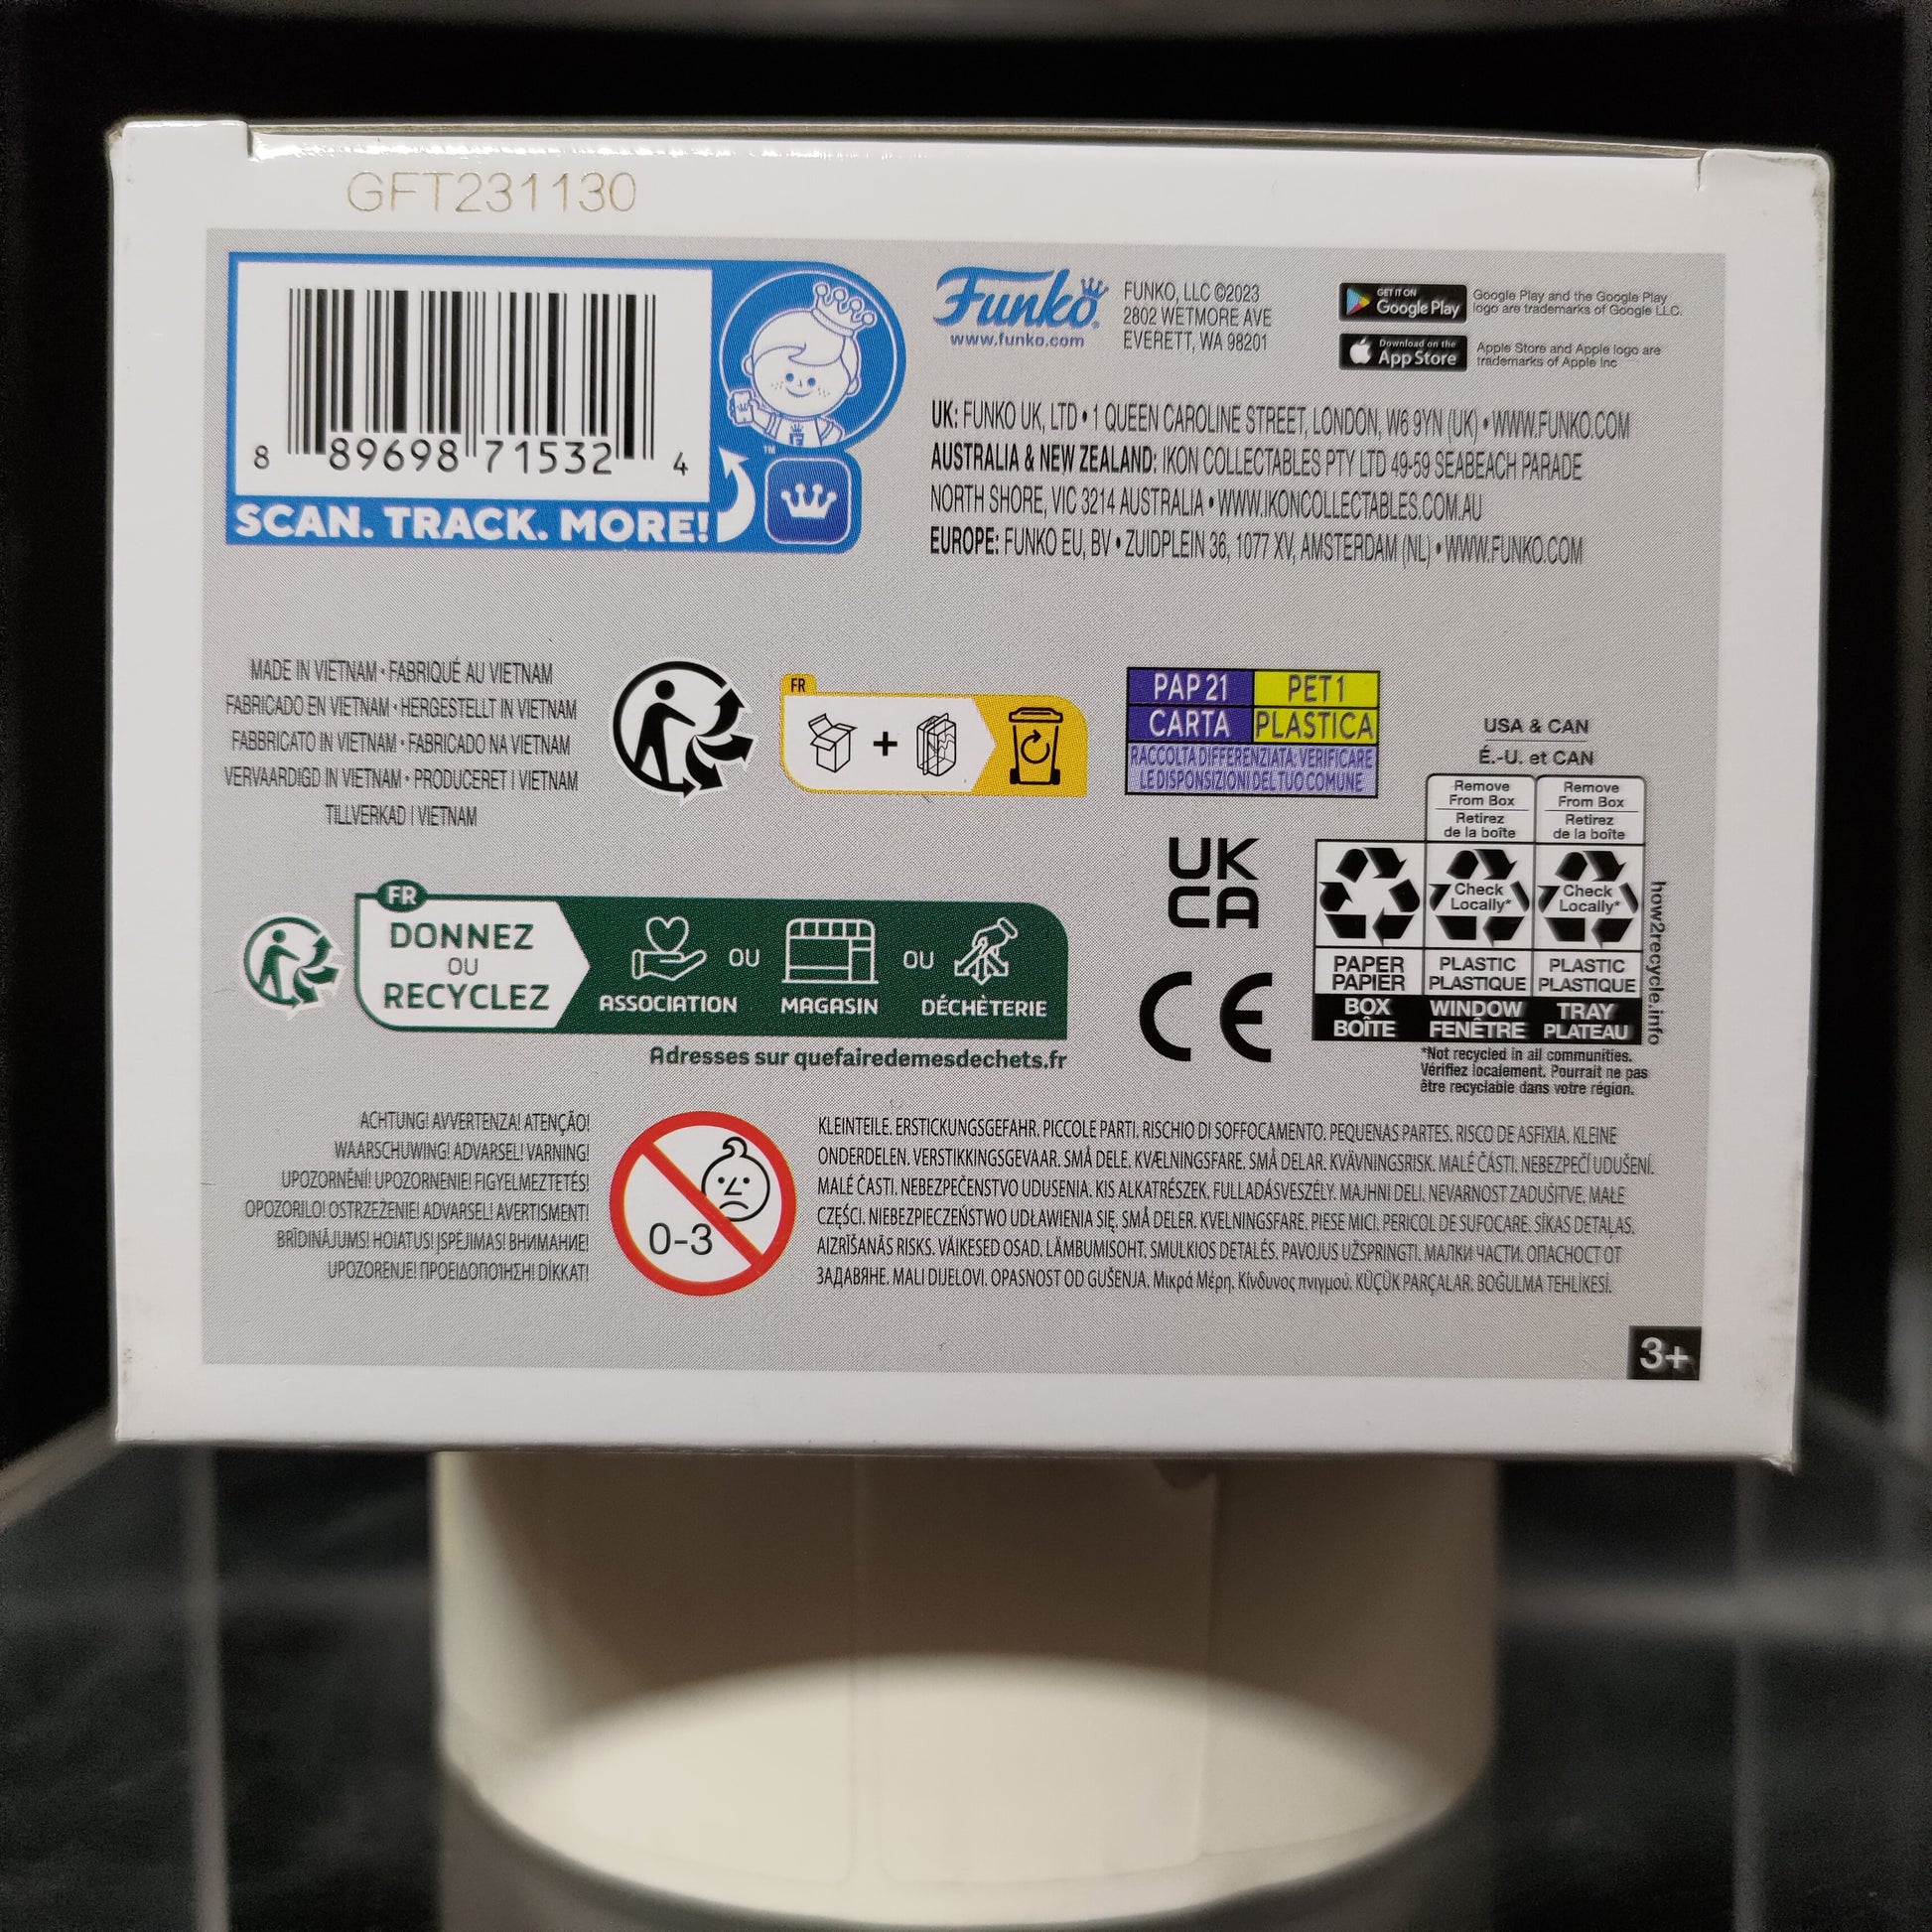 GFT231130
8 89698 71532 4
SCAN. TRACK. MORE!
™
Funko®
www.funko.com
FUNKO, LLC ©2023
2802 WETMORE AVE
EVERETT, WA 98201
GET IT ON
Google Play
Google Play and the Google Play
logo are trademarks of Google LLC.
Download on the
App Store
Apple Store and Apple logo are
trademarks of Apple Inc
UK: FUNKO UK, LTD • 1 QUEEN CAROLINE STREET, LONDON, W6 9YN (UK) • WWW.FUNKO.COM
AUSTRALIA & NEW ZEALAND: IKON COLLECTABLES PTY LTD 49-59 SEABEACH PARADE
NORTH SHORE, VIC 3214 AUSTRALIA • WWW.IKONCOLLECTABLES.COM.AU
EUROPE: FUNKO EU, BV • ZUIDPLEIN 36, 1077 XV, AMSTERDAM (NL) • WWW.FUNKO.COM
MADE IN VIETNAM • FABRIQUÉ AU VIETNAM
FABRICADO EN VIETNAM • HERGESTELLT IN VIETNAM
FABBRICATO IN VIETNAM • FABRICADO NA VIETNAM
VERVAARDIGD IN VIETNAM • PRODUCERET I VIETNAM
TILLVERKAD I VIETNAM
FR
+
PAP 21 PET 1
CARTA PLASTICA
RACCOLTA DIFFERENZIATA: VERIFICARE
LE DISPONSIZIONI DEL TUO COMUNE
USA & CAN
É.-U. et CAN
Remove
From Box
Retirez
de la boîte
Remove
From Box
Retirez
de la boîte
Check
Locally*
Check
Locally*
PAPER
PAPIER
PLASTIC
PLASTIQUE
PLASTIC
PLASTIQUE
BOX
BOÎTE
WINDOW
FENÊTRE
TRAY
PLATEAU
how2recycle.info
*Not recycled in all communities.
Vérifiez localement. Pourrait ne pas
être recyclable dans votre région.
UK
CA
CE
FR
DONNEZ
OU
RECYCLEZ
ASSOCIATION
OU
MAGASIN
OU
DÉCHÈTERIE
Adresses sur quefairedemesdechets.fr
ACHTUNG! AVVERTENZA! ATENÇÃO!
WAARSCHUWING! ADVARSEL! VARNING!
UPOZORNĚNÍ! UPOZORNENIE! FIGYELMEZTETÉS!
OPOZORILO! OSTRZEŻENIE! ADVARSEL! AVERTISMENT!
BRĪDINĀJUMS! HOIATUS! ĮSPĖJIMAS! ВНИМАНИЕ!
UPOZORENJE! ΠΡΟΕΙΔΟΠΟΙΗΣΗ! DİKKAT!
0-3
KLEINTEILE. ERSTICKUNGSGEFAHR. PICCOLE PARTI. RISCHIO DI SOFFOCAMENTO. PEQUENAS PARTES. RISCO DE ASFIXIA. KLEINE
ONDERDELEN. VERSTIKKINGSGEVAAR. SMÅ DELE. KVÆLNINGSFARE. SMÅ DELAR. KVÄVNINGSRISK. MALÉ ČÁSTI. NEBEZPEČÍ UDUŠENÍ.
MALÉ ČASTI. NEBEZPEČENSTVO UDUSENIA. KIS ALKATRÉSZEK. FULLADÁSVESZÉLY. MAJHNI DELI. NEVARNOST ZADUŠITVE. MAŁE
CZĘŚCI. NIEBEZPIECZEŃSTWO UDŁAWIENIA SIĘ. SMÅ DELER. KVELNINGSFARE. PIESE MICI. PERICOL DE SUFOCARE. SĪKAS DETAĻAS.
AIZRĪŠANĀS RISKS. VÄIKESED OSAD. LÄMBUMISOHT. SMULKIOS DETALĖS. PAVOJUS UŽSPRINGTI. МАЛКИ ЧАСТИ. ОПАСНОСТ ОТ
ЗАДАВЯНЕ. MALI DIJELOVI. OPASNOST OD GUŠENJA. Μικρά Μέρη. Κίνδυνος πνιγμού. KÜÇÜK PARÇALAR. BOĞULMA TEHLİKESİ.
3+